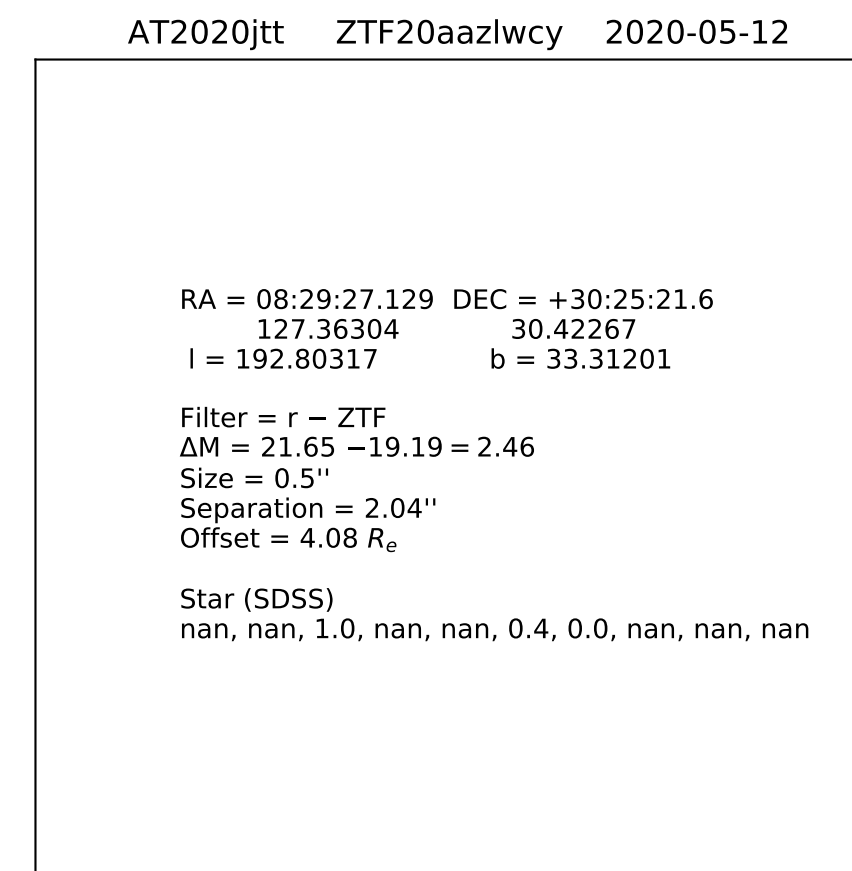 AT2020jtt ZTF20aazlwcy 2020-05-12
RA = 08:29:27.129 DEC = +30:25:21.6
127.36304 30.42267
l = 192.80317 b = 33.31201
Filter = r − ZTF
ΔM = 21.65 −19.19 = 2.46
Size = 0.5''
Separation = 2.04''
Offset = 4.08 Re
Star (SDSS)
nan, nan, 1.0, nan, nan, 0.4, 0.0, nan, nan, nan